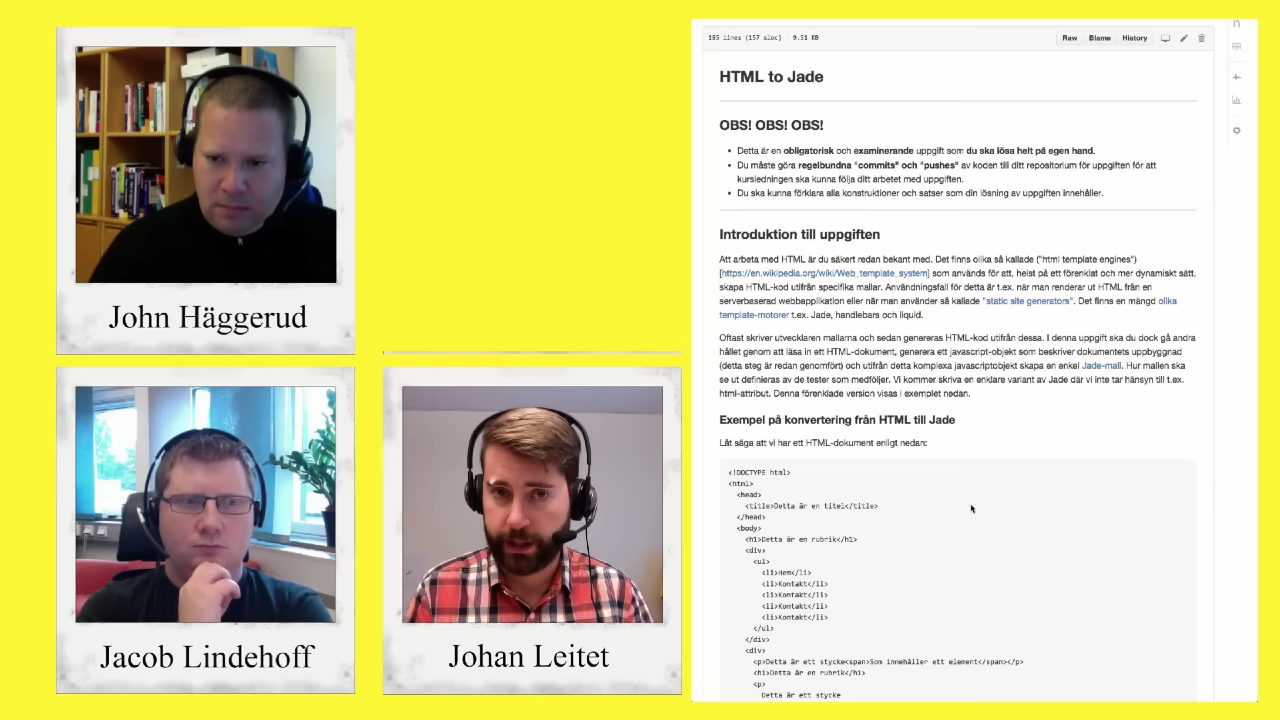 John Häggerud
Jacob Lindehoff
Johan Leitet
185 lines (157 sloc) 9.51 KB
Raw Blame History
HTML to Jade
OBS! OBS! OBS!
Detta är en obligatorisk och examinerande uppgift som du ska lösa helt på egen hand.
Du måste göra regelbundna "commits" och "pushes" av koden till ditt repositorium för uppgiften för att
kursledningen ska kunna följa ditt arbetet med uppgiften.
Du ska kunna förklara alla konstruktioner och satser som din lösning av uppgiften innehåller.
Introduktion till uppgiften
Att arbeta med HTML är du säkert redan bekant med. Det finns olika så kallade ("html template engines")
[https://en.wikipedia.org/wiki/Web_template_system] som används för att, helst på ett förenklat och mer dynamiskt sätt,
skapa HTML-kod utifrån specifika mallar. Användningsfall för detta är t.ex. när man renderar ut HTML från en
serverbaserad webbapplikation eller när man använder så kallade "static site generators". Det finns en mängd olika
template-motorer t.ex. Jade, handlebars och liquid.
Oftast skriver utvecklaren mallarna och sedan genereras HTML-kod utifrån dessa. I denna uppgift ska du dock gå andra
hållet genom att läsa in ett HTML-dokument, generera ett javascript-objekt som beskriver dokumentets uppbyggnad
(detta steg är redan genomfört) och utifrån detta komplexa javascriptobjekt skapa en enkel Jade-mall. Hur mallen ska
se ut definieras av de tester som medföljer. Vi kommer skriva en enklare variant av Jade där vi inte tar hänsyn till t.ex.
html-attribut. Denna förenklade version visas i exemplet nedan.
Exempel på konvertering från HTML till Jade
Låt säga att vi har ett HTML-dokument enligt nedan:
<!DOCTYPE html>
<html>
<head>
<title>Detta är en titel</title>
</head>
<body>
<h1>Detta är en rubrik</h1>
<div>
<ul>
<li>Hem</li>
<li>Kontakt</li>
<li>Kontakt</li>
<li>Kontakt</li>
<li>Kontakt</li>
</ul>
</div>
<div>
<p>Detta är ett stycke<span>Som innehåller ett element</span></p>
<h1>Detta är en rubrik</h1>
<p>
Detta är ett stycke